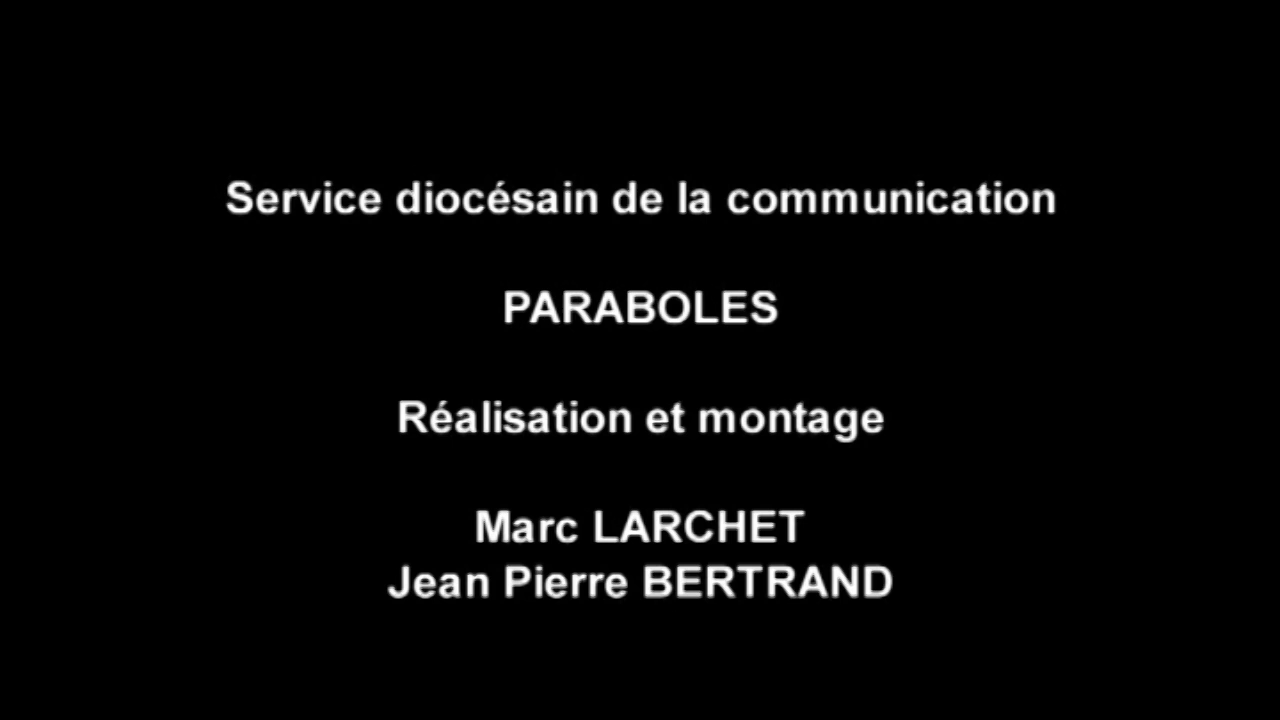 Service diocésain de la communication
PARABOLES
Réalisation et montage
Marc LARCHET
Jean Pierre BERTRAND